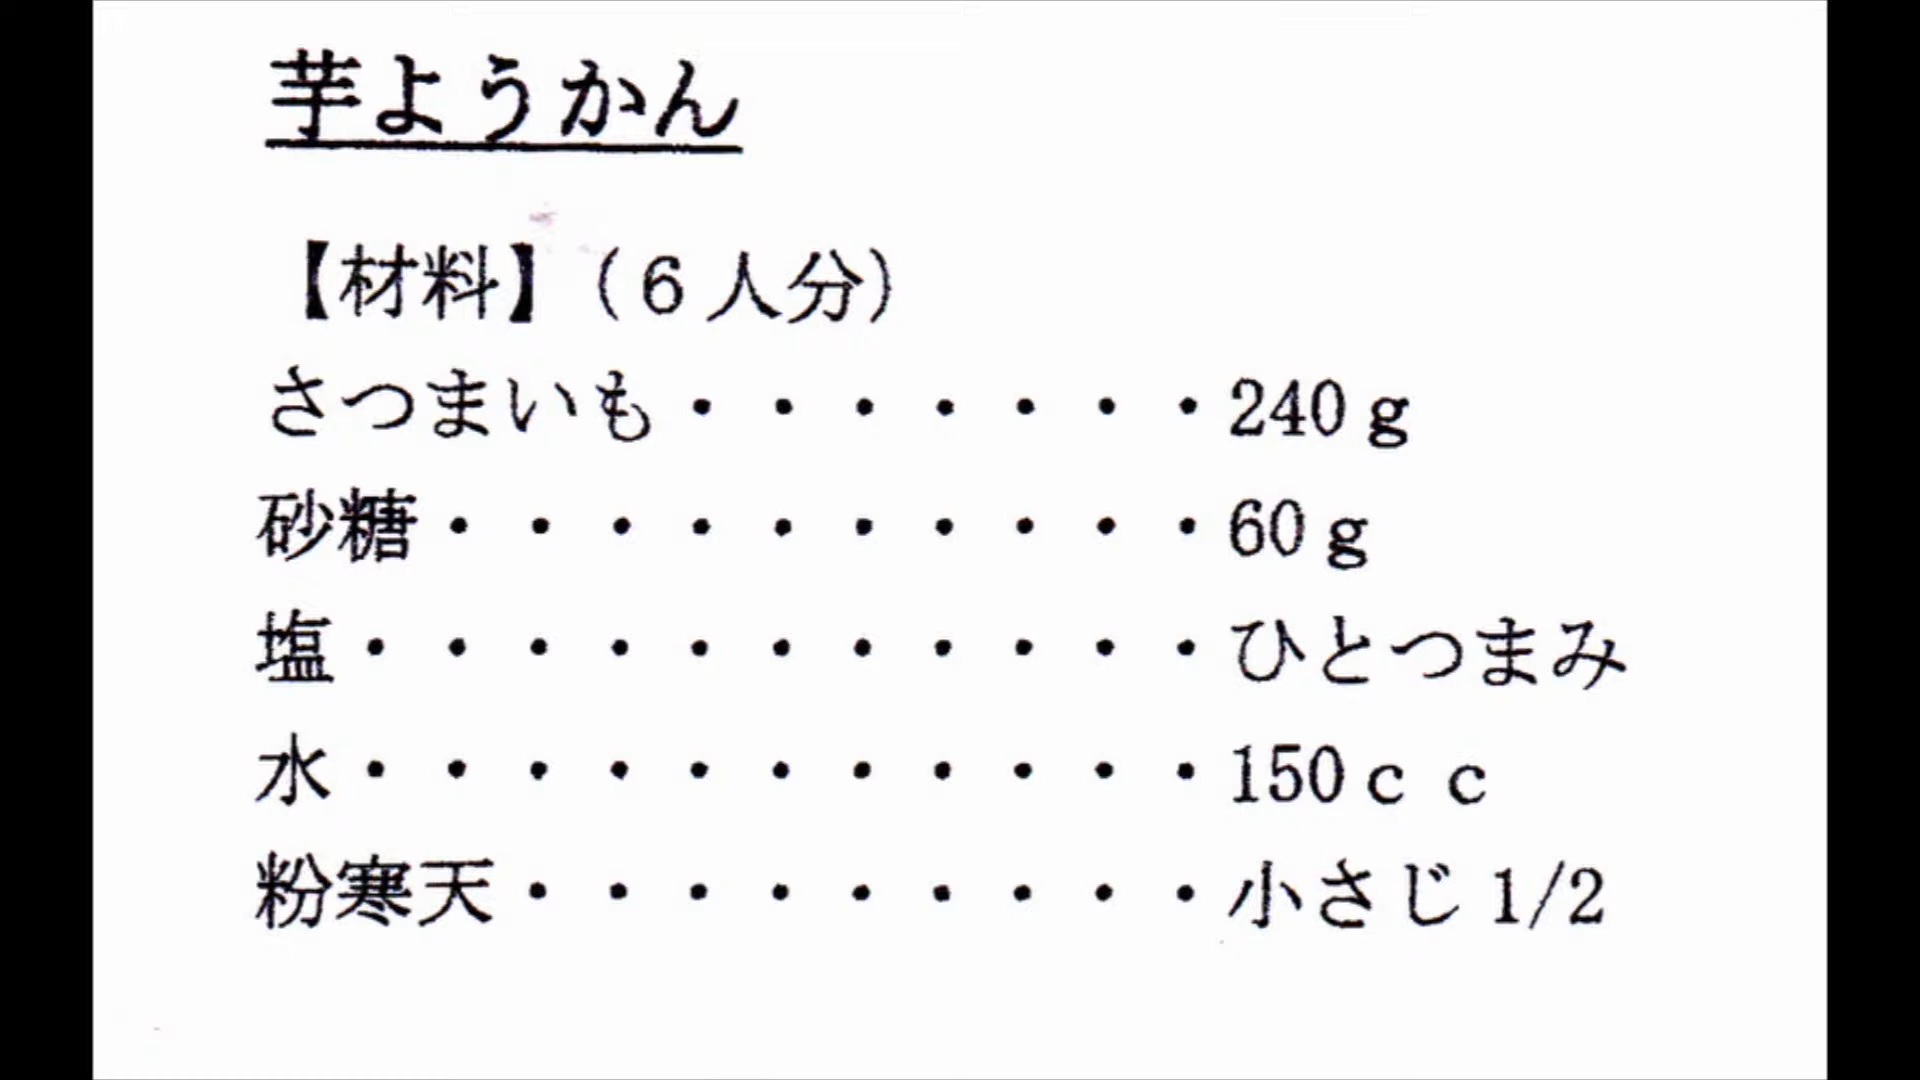 芋ようかん
【材料】（6人分）
さつまいも・・・・・・・240g
砂糖・・・・・・・・・・60g
塩・・・・・・・・・・・ひとつまみ
水・・・・・・・・・・・150cc
粉寒天・・・・・・・・・小さじ1/2